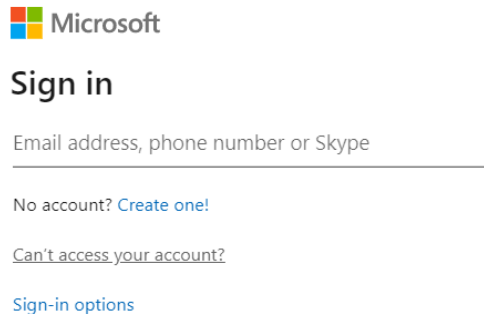 Microsoft
Sign in
Email address, phone number or Skype
No account? Create one!
Can't access your account?
Sign-in options